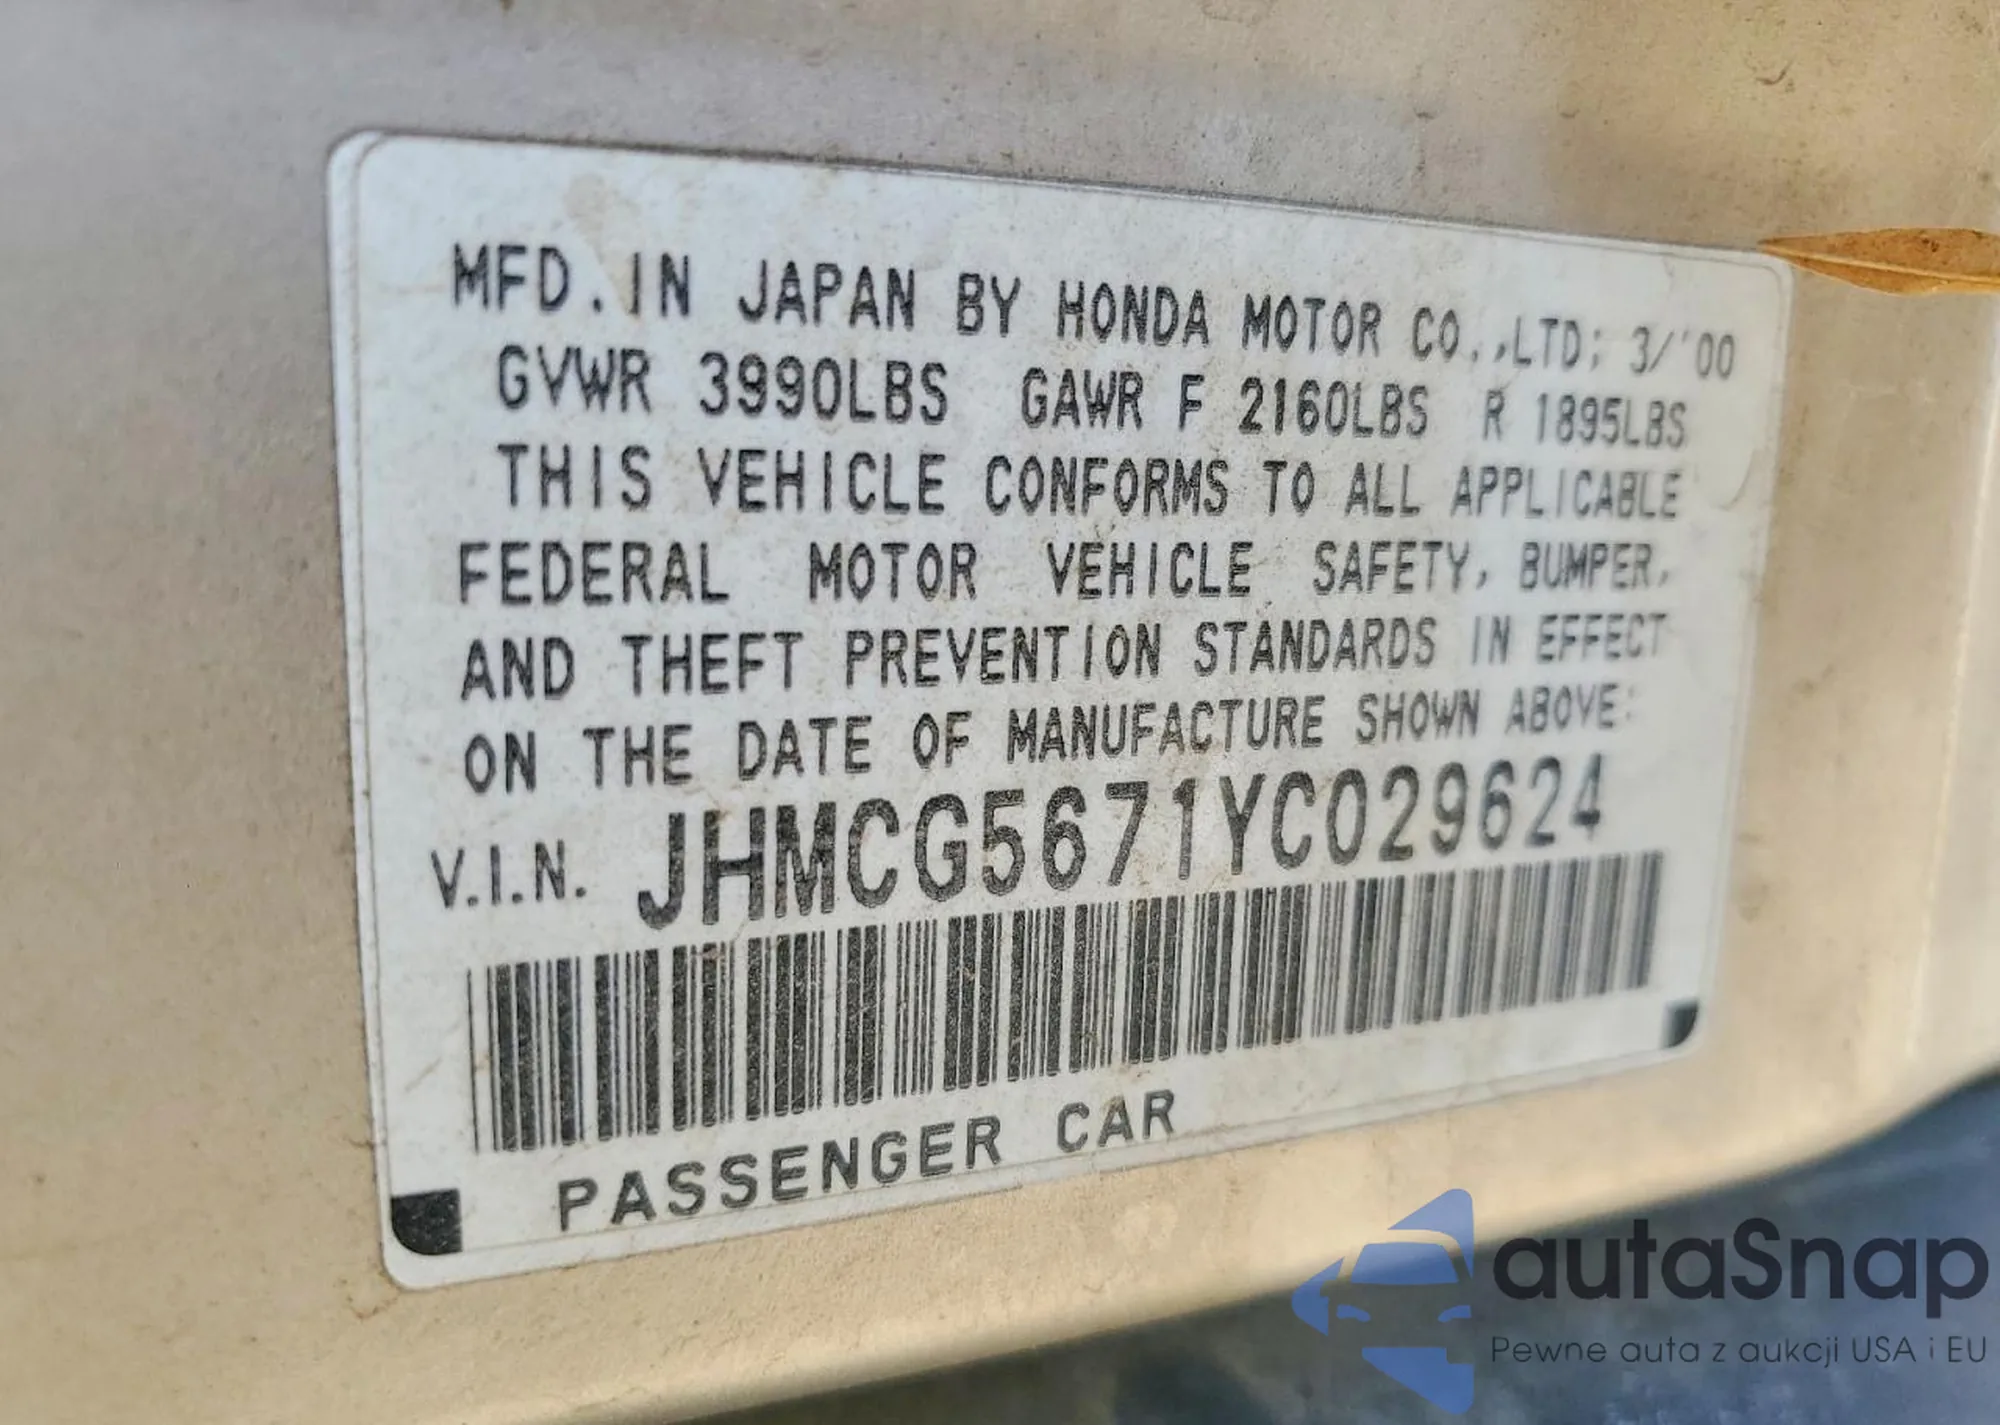 MFD.IN JAPAN BY HONDA MOTOR CO.,LTD; 3/'00
GVWR 3990LBS GAWR F 2160LBS R 1895LBS
THIS VEHICLE CONFORMS TO ALL APPLICABLE
FEDERAL MOTOR VEHICLE SAFETY, BUMPER,
AND THEFT PREVENTION STANDARDS IN EFFECT
ON THE DATE OF MANUFACTURE SHOWN ABOVE:
V.I.N. JHMCG5671YC029624
PASSENGER CAR
autaSnap
Pewne auta z aukcji USA i EU